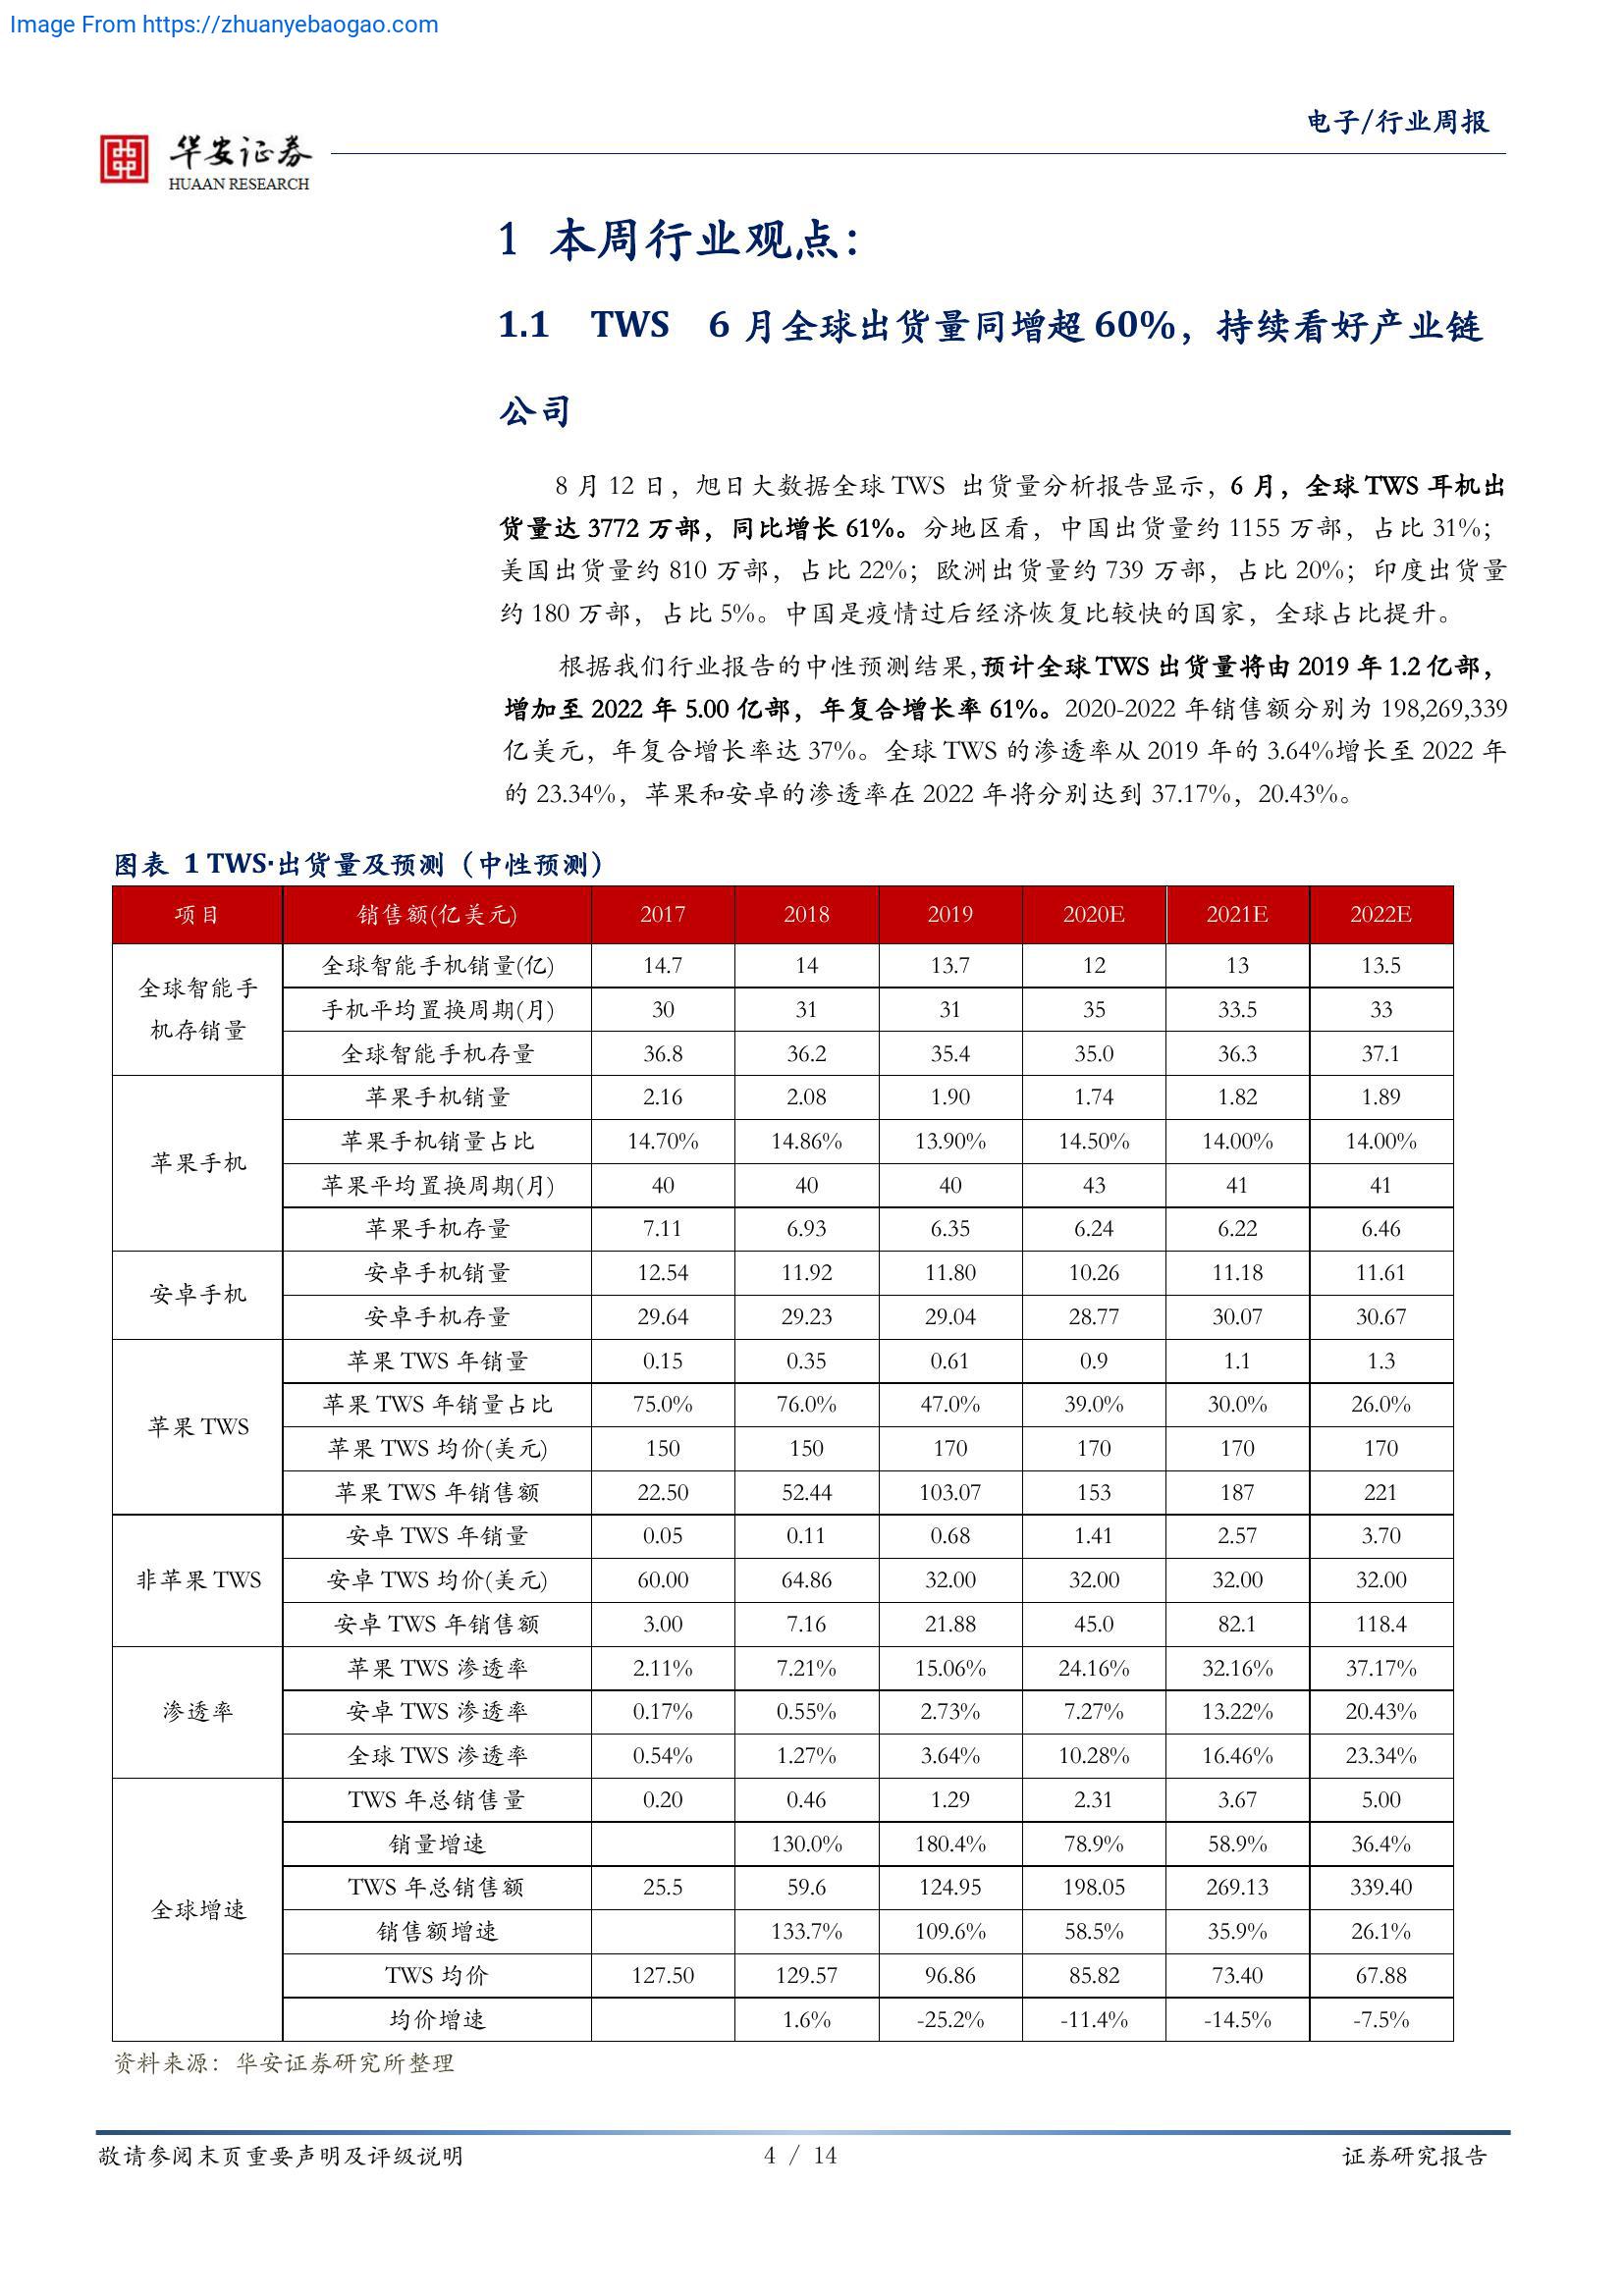 Image From https://zhuanyebaogao.com
电子/行业周报
华安证券
HUAAN RESEARCH
1 本周行业观点：
1.1 TWS 6 月全球出货量同增超 60%，持续看好产业链
公司
8 月 12 日，旭日大数据全球 TWS 出货量分析报告显示，6 月，全球 TWS 耳机出
货量达 3772 万部，同比增长 61%。分地区看，中国出货量约 1155 万部，占比 31%；
美国出货量约 810 万部，占比 22%；欧洲出货量约 739 万部，占比 20%；印度出货量
约 180 万部，占比 5%。中国是疫情过后经济恢复比较快的国家，全球占比提升。
根据我们行业报告的中性预测结果，预计全球 TWS 出货量将由 2019 年 1.2 亿部，
增加至 2022 年 5.00 亿部，年复合增长率 61%。2020-2022 年销售额分别为 198,269,339
亿美元，年复合增长率达 37%。全球 TWS 的渗透率从 2019 年的 3.64%增长至 2022 年
的 23.34%，苹果和安卓的渗透率在 2022 年将分别达到 37.17%，20.43%。
图表 1 TWS·出货量及预测（中性预测）
项目 销售额(亿美元) 2017 2018 2019 2020E 2021E 2022E
全球智能手机存销量 全球智能手机销量(亿) 14.7 14 13.7 12 13 13.5
手机平均置换周期(月) 30 31 31 35 33.5 33
全球智能手机存量 36.8 36.2 35.4 35.0 36.3 37.1
苹果手机 苹果手机销量 2.16 2.08 1.90 1.74 1.82 1.89
苹果手机销量占比 14.70% 14.86% 13.90% 14.50% 14.00% 14.00%
苹果平均置换周期(月) 40 40 40 43 41 41
苹果手机存量 7.11 6.93 6.35 6.24 6.22 6.46
安卓手机 安卓手机销量 12.54 11.92 11.80 10.26 11.18 11.61
安卓手机存量 29.64 29.23 29.04 28.77 30.07 30.67
苹果 TWS 苹果 TWS 年销量 0.15 0.35 0.61 0.9 1.1 1.3
苹果 TWS 年销量占比 75.0% 76.0% 47.0% 39.0% 30.0% 26.0%
苹果 TWS 均价(美元) 150 150 170 170 170 170
苹果 TWS 年销售额 22.50 52.44 103.07 153 187 221
非苹果 TWS 安卓 TWS 年销量 0.05 0.11 0.68 1.41 2.57 3.70
安卓 TWS 均价(美元) 60.00 64.86 32.00 32.00 32.00 32.00
安卓 TWS 年销售额 3.00 7.16 21.88 45.0 82.1 118.4
渗透率 苹果 TWS 渗透率 2.11% 7.21% 15.06% 24.16% 32.16% 37.17%
安卓 TWS 渗透率 0.17% 0.55% 2.73% 7.27% 13.22% 20.43%
全球 TWS 渗透率 0.54% 1.27% 3.64% 10.28% 16.46% 23.34%
全球增速 TWS 年总销售量 0.20 0.46 1.29 2.31 3.67 5.00
销量增速 130.0% 180.4% 78.9% 58.9% 36.4%
TWS 年总销售额 25.5 59.6 124.95 198.05 269.13 339.40
销售额增速 133.7% 109.6% 58.5% 35.9% 26.1%
TWS 均价 127.50 129.57 96.86 85.82 73.40 67.88
均价增速 1.6% -25.2% -11.4% -14.5% -7.5%
资料来源：华安证券研究所整理
敬请参阅末页重要声明及评级说明 4 / 14 证券研究报告